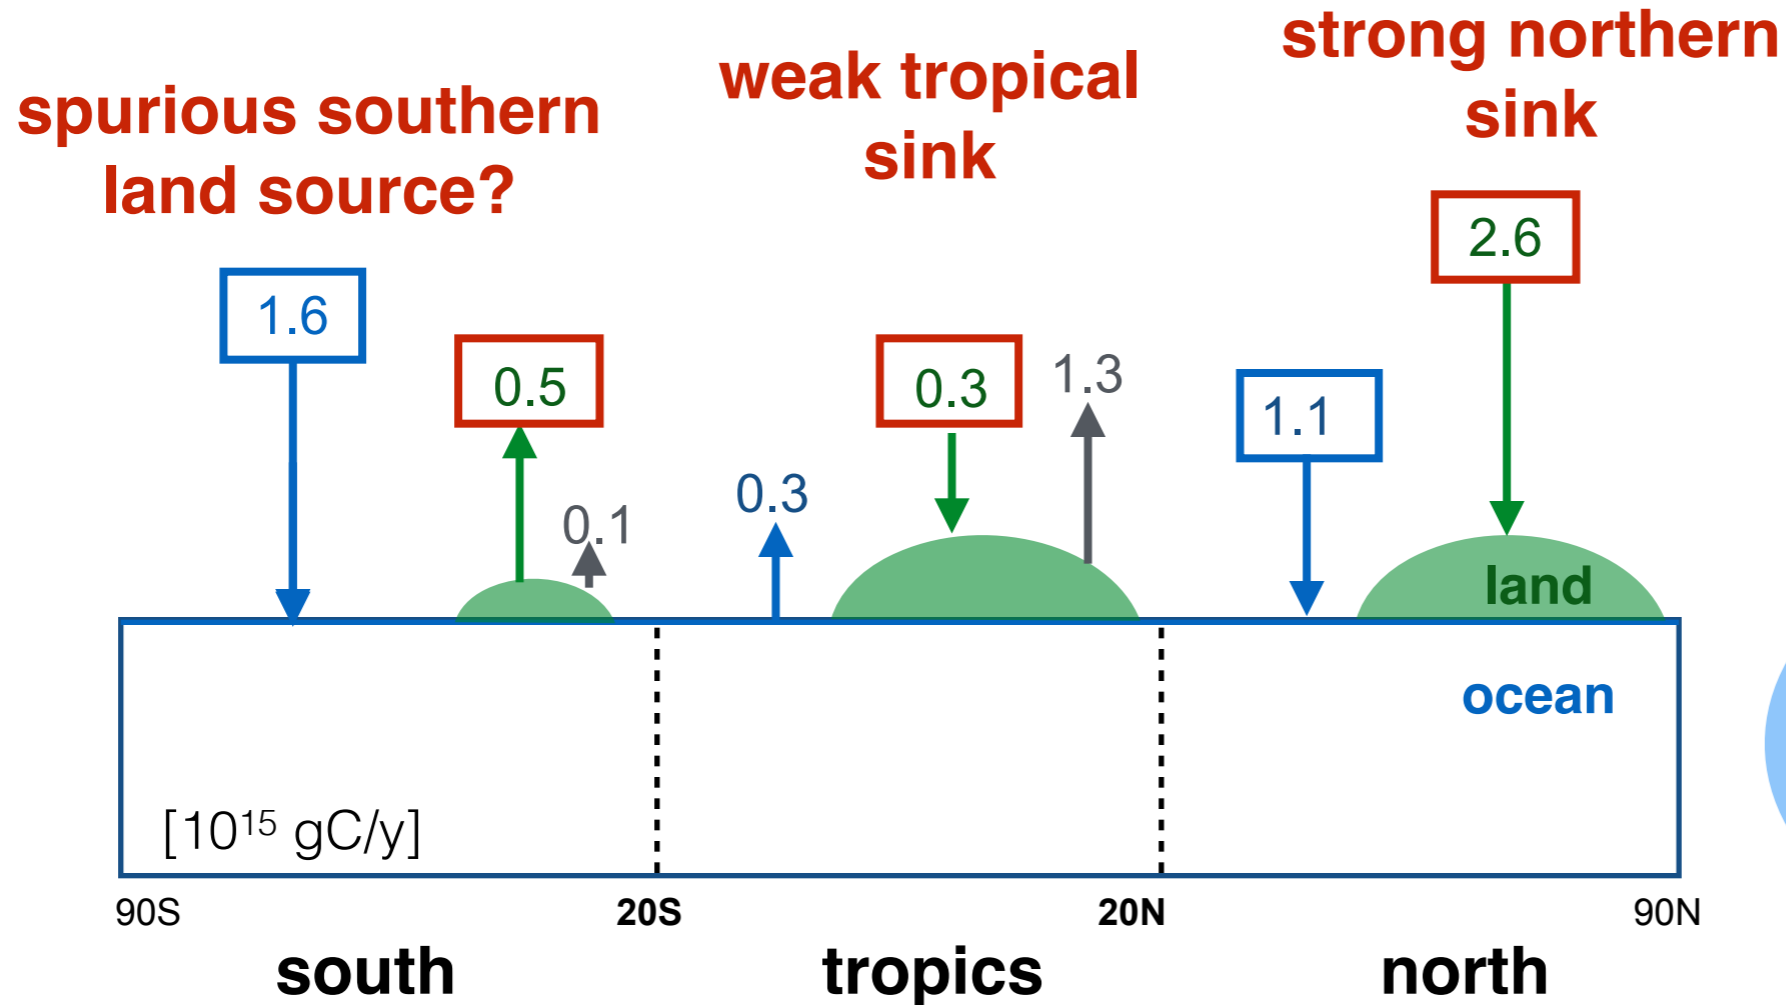 spurious southern
land source?
weak tropical
sink
strong northern
sink
1.6
0.5
0.1
0.3
0.3
1.3
1.1
2.6
land
ocean
[10¹⁵ gC/y]
90S
20S
20N
90N
south
tropics
north